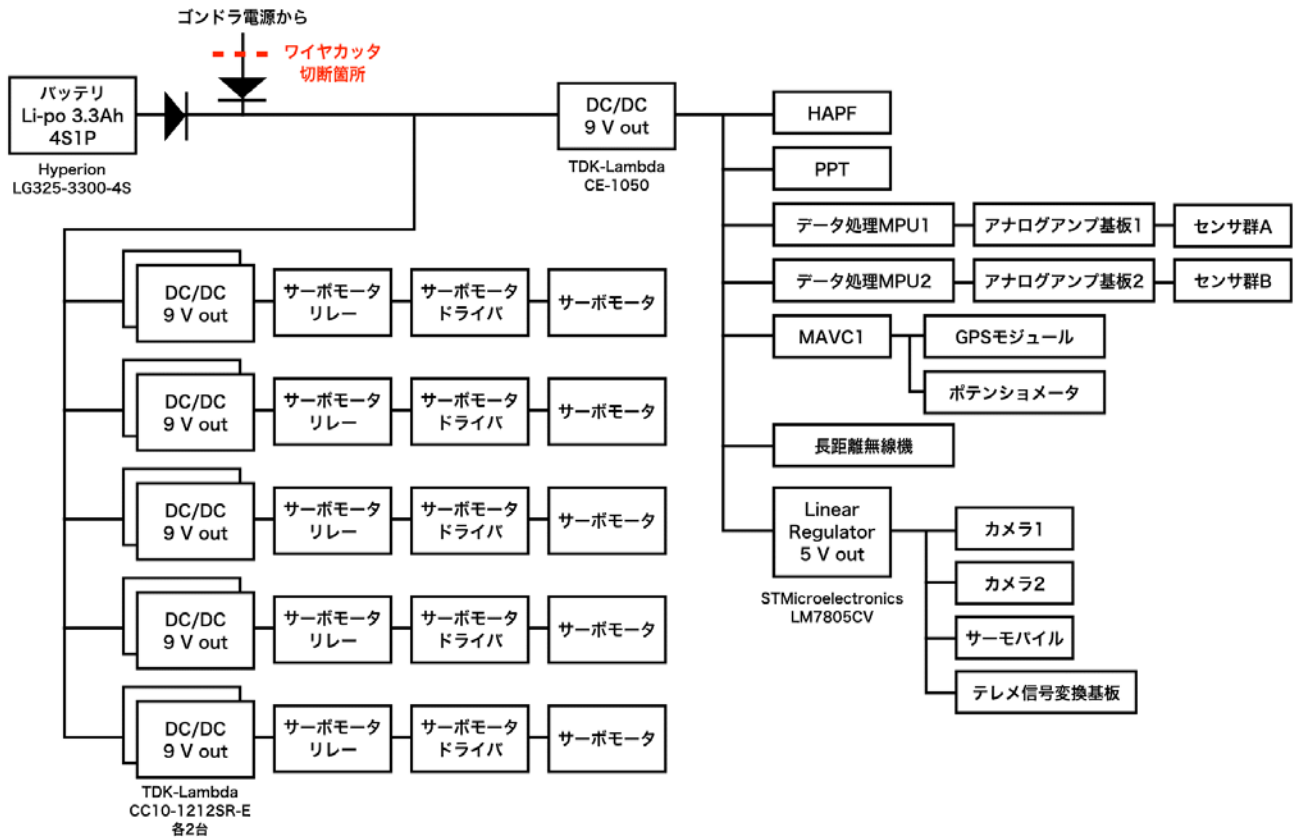 ゴンドラ電源から
ワイヤカッタ
切断箇所
バッテリ
Li-po 3.3Ah
4S1P
Hyperion
LG325-3300-4S
DC/DC
9 V out
TDK-Lambda
CE-1050
HAPF
PPT
データ処理MPU1
アナログアンプ基板1
センサ群A
データ処理MPU2
アナログアンプ基板2
センサ群B
MAVC1
GPSモジュール
ポテンショメータ
長距離無線機
Linear
Regulator
5 V out
STMicroelectronics
LM7805CV
カメラ1
カメラ2
サーモパイル
テレメ信号変換基板
DC/DC
9 V out
サーボモータ
リレー
サーボモータ
ドライバ
サーボモータ
DC/DC
9 V out
サーボモータ
リレー
サーボモータ
ドライバ
サーボモータ
DC/DC
9 V out
サーボモータ
リレー
サーボモータ
ドライバ
サーボモータ
DC/DC
9 V out
サーボモータ
リレー
サーボモータ
ドライバ
サーボモータ
DC/DC
9 V out
サーボモータ
リレー
サーボモータ
ドライバ
サーボモータ
TDK-Lambda
CC10-1212SR-E
各2台